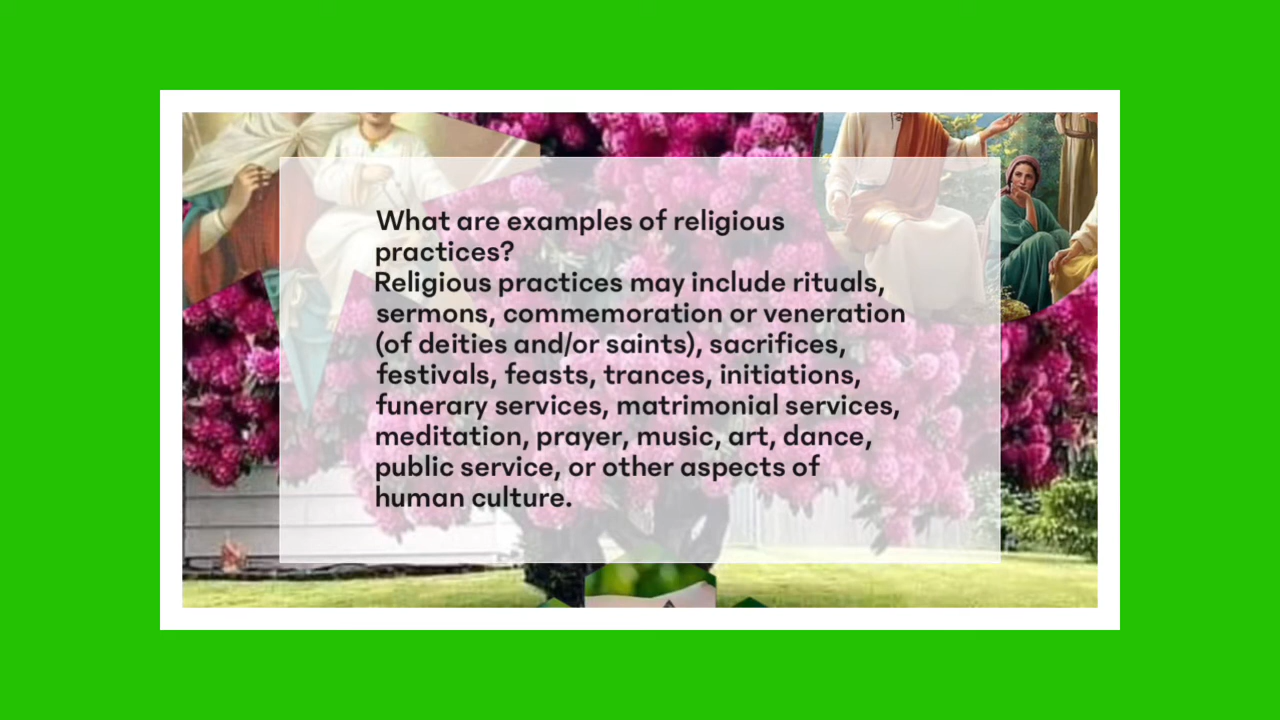 What are examples of religious
practices?
Religious practices may include rituals,
sermons, commemoration or veneration
(of deities and/or saints), sacrifices,
festivals, feasts, trances, initiations,
funerary services, matrimonial services,
meditation, prayer, music, art, dance,
public service, or other aspects of
human culture.